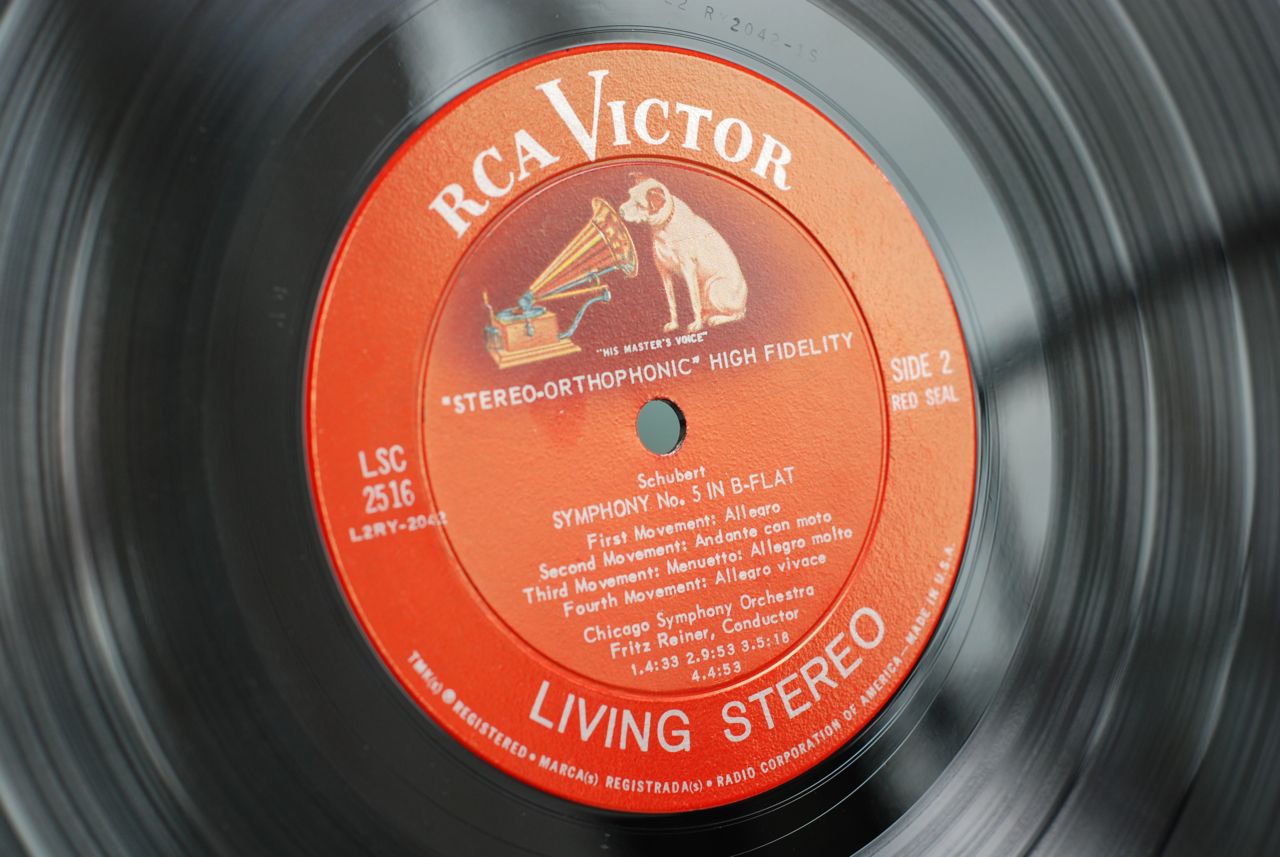 L2 RY2042-1S
RCA VICTOR
"HIS MASTER'S VOICE"
"STEREO-ORTHOPHONIC" HIGH FIDELITY
SIDE 2
RED SEAL
LSC
2516
L2RY-2042
Schubert
SYMPHONY No. 5 IN B-FLAT
First Movement: Allegro
Second Movement: Andante con moto
Third Movement: Menuetto: Allegro molto
Fourth Movement: Allegro vivace
Chicago Symphony Orchestra
Fritz Reiner, Conductor
1.4:33 2.9:53 3.5:18
4.4:53
LIVING STEREO
TMK(s) ® REGISTERED • MARCA(s) REGISTRADA(s) • RADIO CORPORATION OF AMERICA — MADE IN U.S.A.